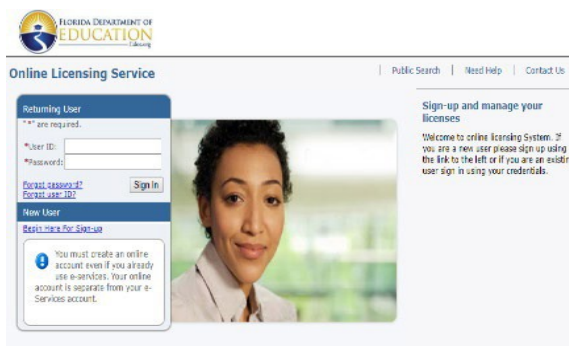 FLORIDA DEPARTMENT OF
EDUCATION
fldoe.org
Online Licensing Service
Public Search | Need Help | Contact Us
Returning User
"*" are required.
*User ID:
*Password:
Forgot password?
Forgot user ID?
Sign In
New User
Begin Here For Sign-up
You must create an online
account even if you already
use e-services. Your online
account is separate from your e-
Services account.
Sign-up and manage your
licenses
Welcome to online licensing System. If
you are a new user please sign up using
the link to the left or if you are an existin
user sign in using your credentials.